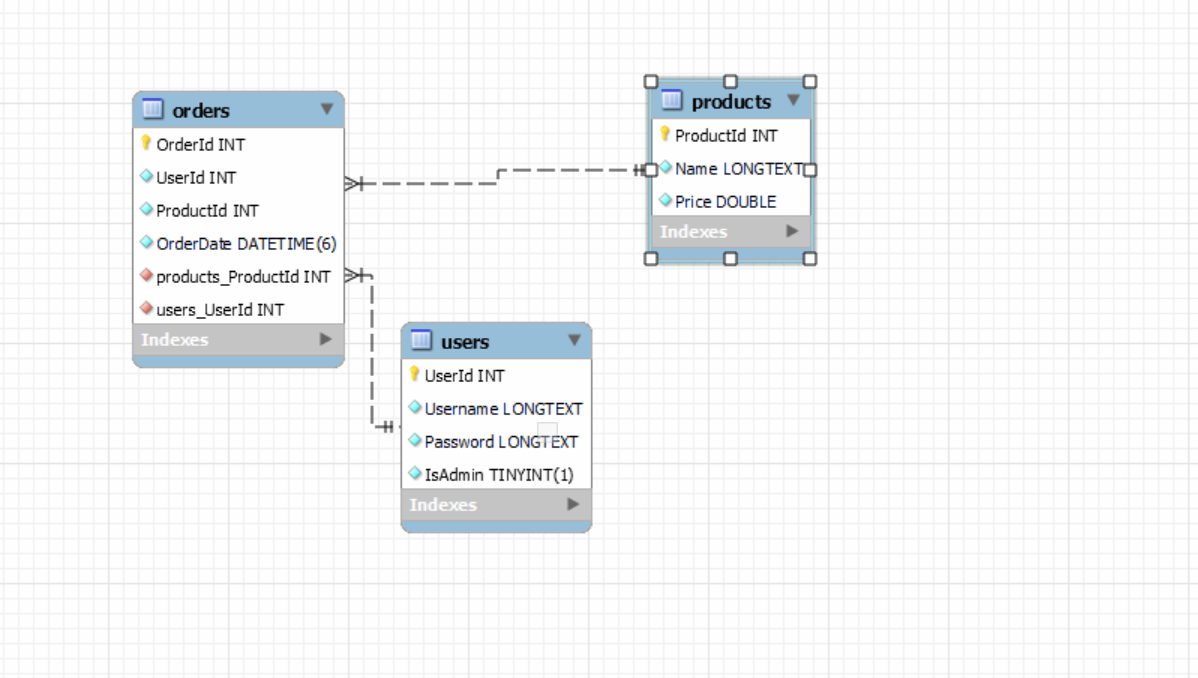 orders
OrderId INT
UserId INT
ProductId INT
OrderDate DATETIME(6)
products_ProductId INT
users_UserId INT
Indexes
products
ProductId INT
Name LONGTEXT
Price DOUBLE
Indexes
users
UserId INT
Username LONGTEXT
Password LONGTEXT
IsAdmin TINYINT(1)
Indexes